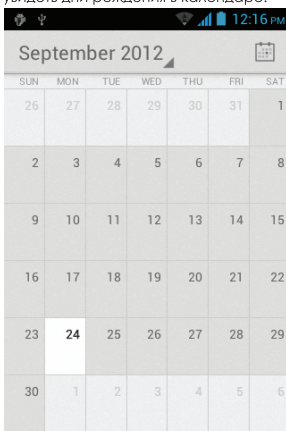 увидеть дни рождения в календаре.
12:16 PM
September 2012
SUN MON TUE WED THU FRI SAT
26 27 28 29 30 31 1
2 3 4 5 6 7 8
9 10 11 12 13 14 15
16 17 18 19 20 21 22
23 24 25 26 27 28 29
30 1 2 3 4 5 6